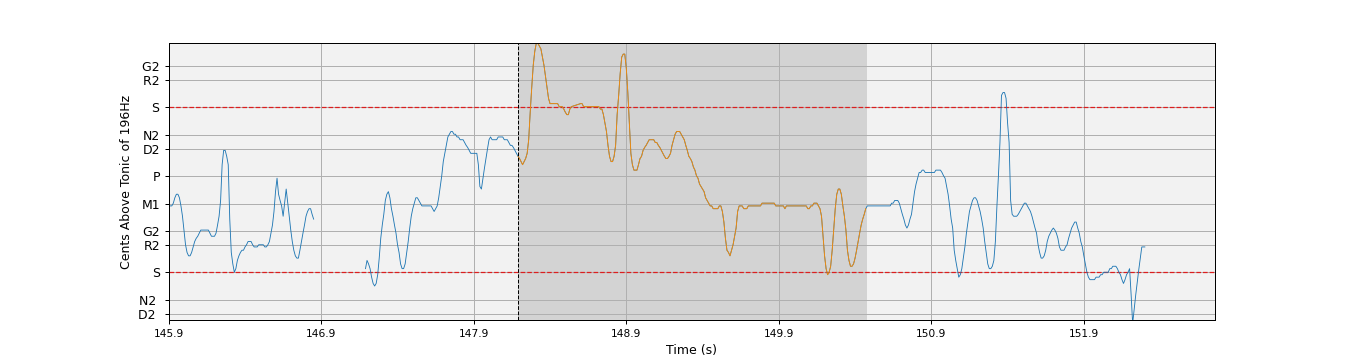 G2
R2
S
N2
D2
P
M1
G2
R2
S
N2
D2
Cents Above Tonic of 196Hz
145.9 146.9 147.9 148.9 149.9 150.9 151.9
Time (s)